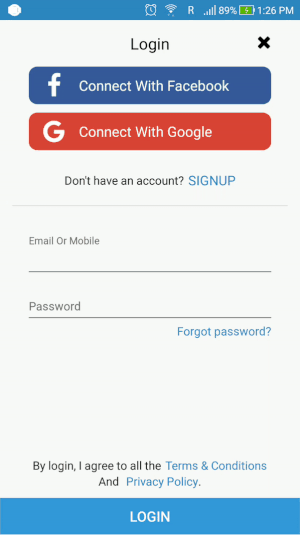 R 89% 1:26 PM
Login
f Connect With Facebook
G Connect With Google
Don't have an account? SIGNUP
Email Or Mobile
Password
Forgot password?
By login, I agree to all the Terms & Conditions
And Privacy Policy.
LOGIN